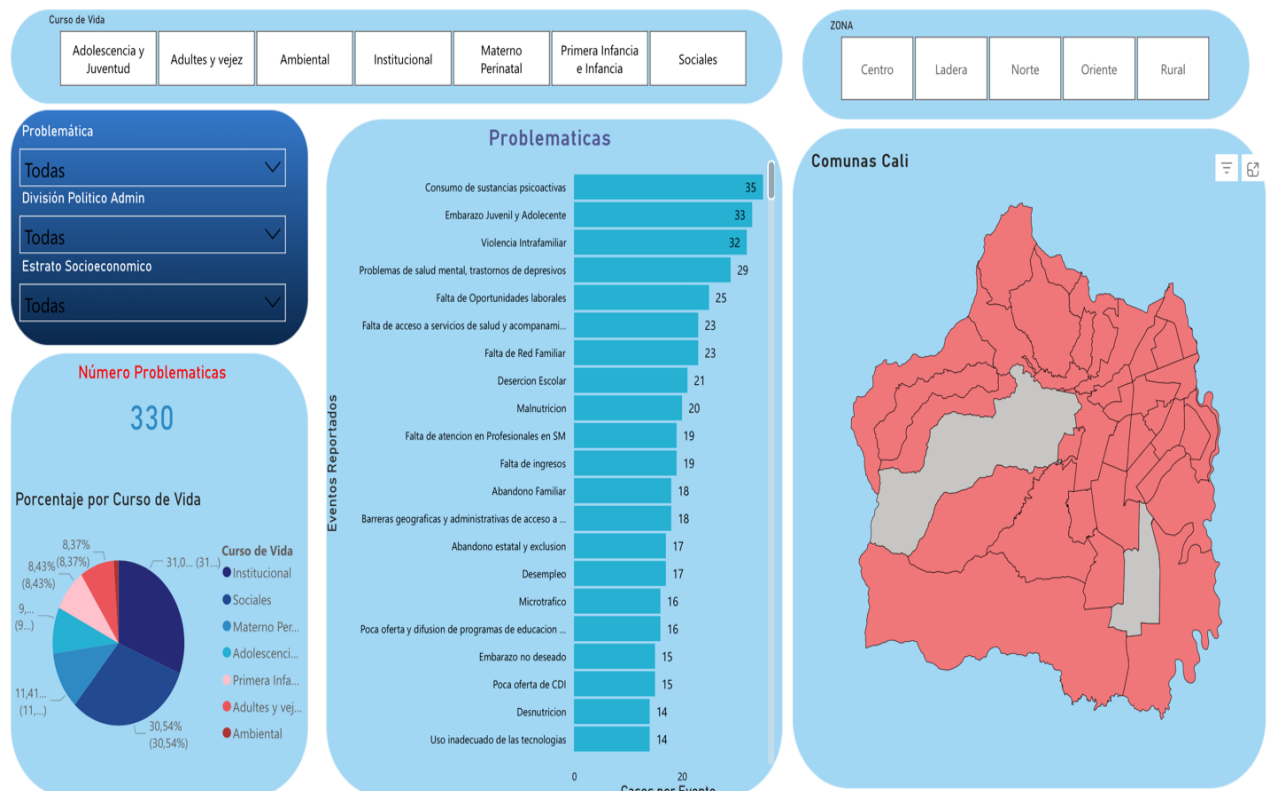 Curso de Vida
Adolescencia y
Juventud
Adultes y vejez
Ambiental
Institucional
Materno
Perinatal
Primera Infancia
e Infancia
Sociales
ZONA
Centro
Ladera
Norte
Oriente
Rural
Problemática
Todas
División Politico Admin
Todas
Estrato Socioeconomico
Todas
Número Problematicas
330
Porcentaje por Curso de Vida
8,37%
(8,37%)
8,43%
(8,43%)
9,...
(9...)
11,41...
(11,...)
30,54%
(30,54%)
31,0... (31...)
Curso de Vida
Institucional
Sociales
Materno Per...
Adolescenci...
Primera Infa...
Adultes y vej...
Ambiental
Problematicas
Eventos Reportados
Consumo de sustancias psicoactivas 35
Embarazo Juvenil y Adolecente 33
Violencia Intrafamiliar 32
Problemas de salud mental, trastornos de depresivos 29
Falta de Oportunidades laborales 25
Falta de acceso a servicios de salud y acompanami... 23
Falta de Red Familiar 23
Desercion Escolar 21
Malnutricion 20
Falta de atencion en Profesionales en SM 19
Falta de ingresos 19
Abandono Familiar 18
Barreras geograficas y administrativas de acceso a ... 18
Abandono estatal y exclusion 17
Desempleo 17
Microtrafico 16
Poca oferta y difusion de programas de educacion ... 16
Embarazo no deseado 15
Poca oferta de CDI 15
Desnutricion 14
Uso inadecuado de las tecnologias 14
0 20
Casos por Evento
Comunas Cali